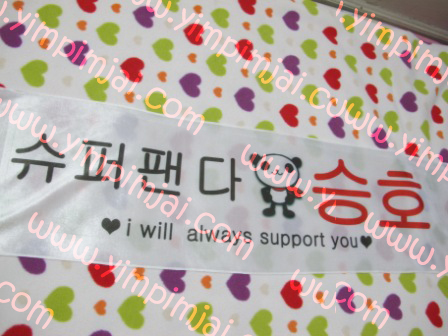 슈퍼팬다 승호
♥ i will always support you ♥
www.yimpimjai.com